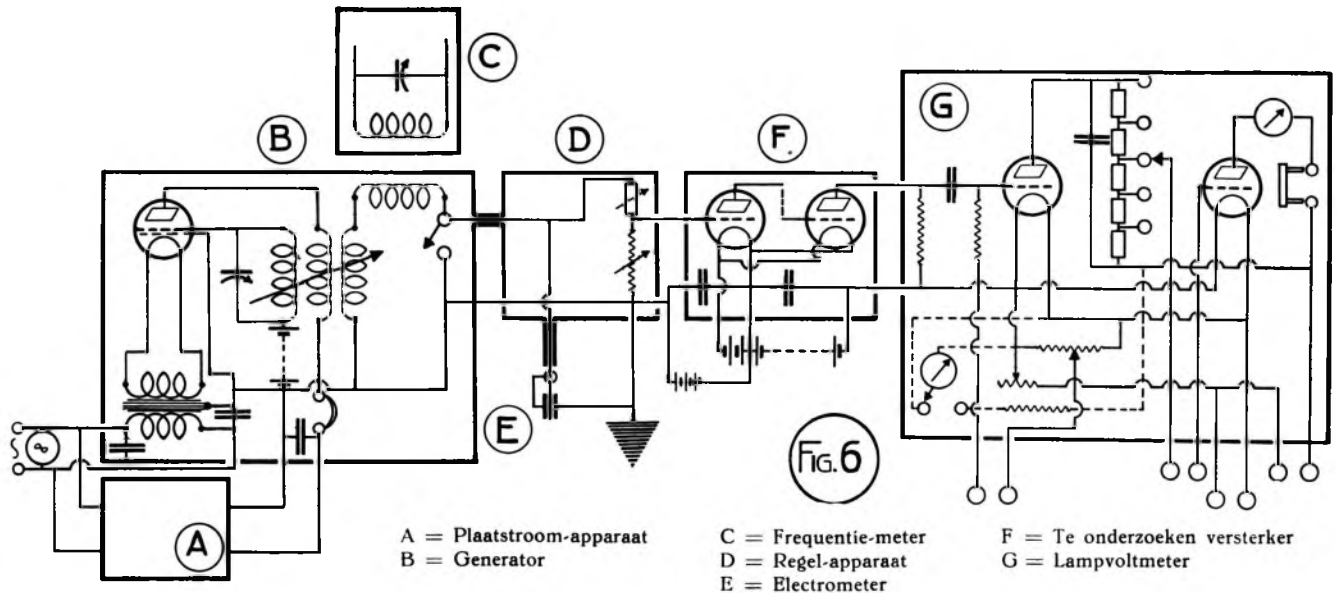 C
B
D
F.
G
E
FIG.6
A
A = Plaatstroom-apparaat
B = Generator
C = Frequentie-meter
D = Regel-apparaat
E = Electrometer
F = Te onderzoeken versterker
G = Lampvoltmeter